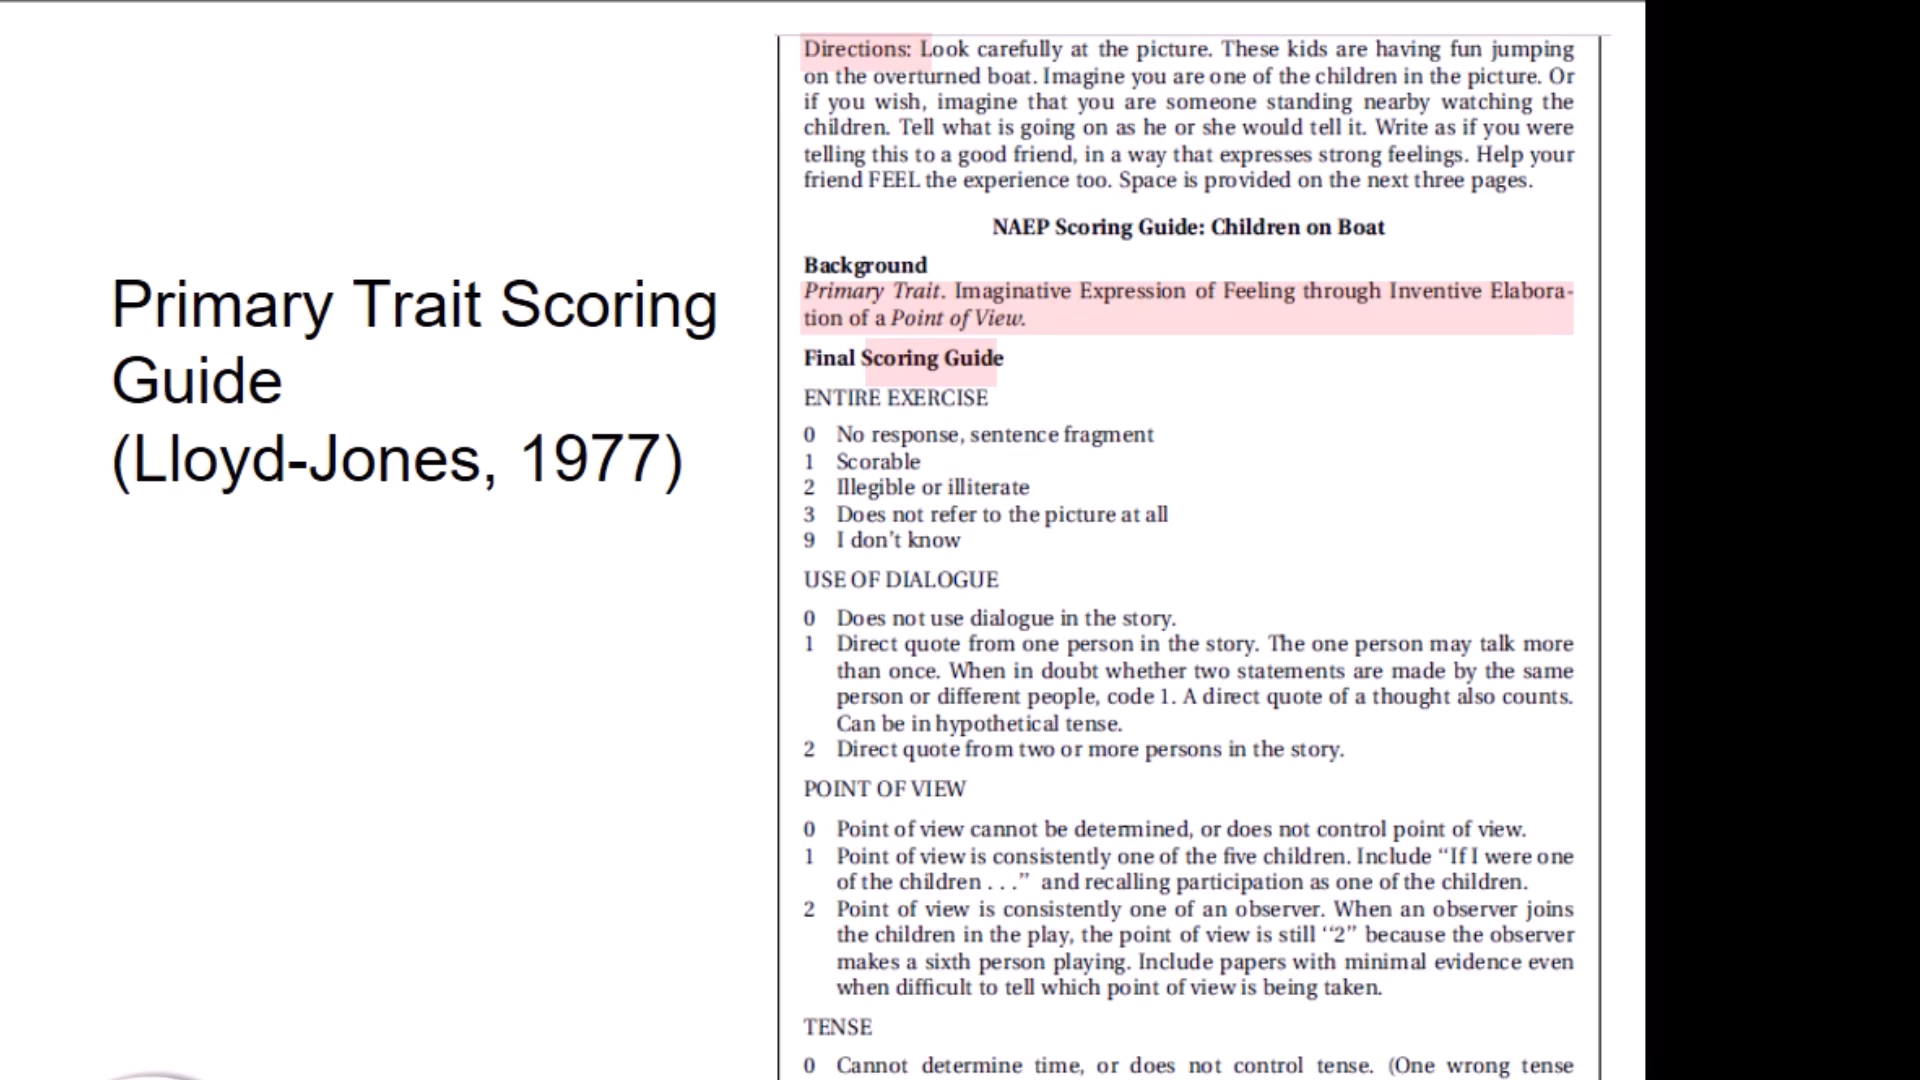 Primary Trait Scoring
Guide
(Lloyd-Jones, 1977)
Directions: Look carefully at the picture. These kids are having fun jumping
on the overturned boat. Imagine you are one of the children in the picture. Or
if you wish, imagine that you are someone standing nearby watching the
children. Tell what is going on as he or she would tell it. Write as if you were
telling this to a good friend, in a way that expresses strong feelings. Help your
friend FEEL the experience too. Space is provided on the next three pages.
NAEP Scoring Guide: Children on Boat
Background
Primary Trait. Imaginative Expression of Feeling through Inventive Elabora-
tion of a Point of View.
Final Scoring Guide
ENTIRE EXERCISE
0 No response, sentence fragment
1 Scorable
2 Illegible or illiterate
3 Does not refer to the picture at all
9 I don't know
USE OF DIALOGUE
0 Does not use dialogue in the story.
1 Direct quote from one person in the story. The one person may talk more
than once. When in doubt whether two statements are made by the same
person or different people, code 1. A direct quote of a thought also counts.
Can be in hypothetical tense.
2 Direct quote from two or more persons in the story.
POINT OF VIEW
0 Point of view cannot be determined, or does not control point of view.
1 Point of view is consistently one of the five children. Include “If I were one
of the children . . .” and recalling participation as one of the children.
2 Point of view is consistently one of an observer. When an observer joins
the children in the play, the point of view is still ‘‘2” because the observer
makes a sixth person playing. Include papers with minimal evidence even
when difficult to tell which point of view is being taken.
TENSE
0 Cannot determine time, or does not control tense. (One wrong tense